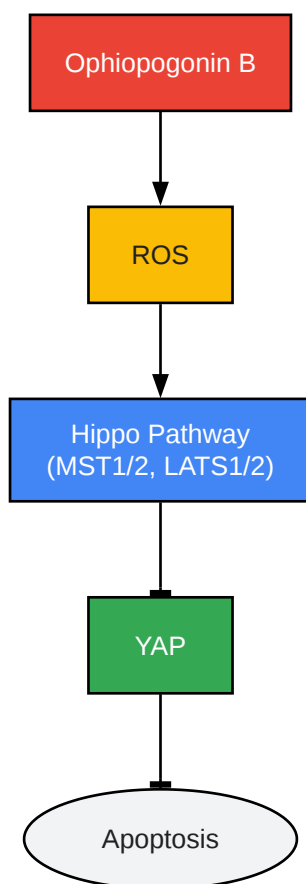 Ophiopogonin B
ROS
Hippo Pathway
(MST1/2, LATS1/2)
YAP
Apoptosis